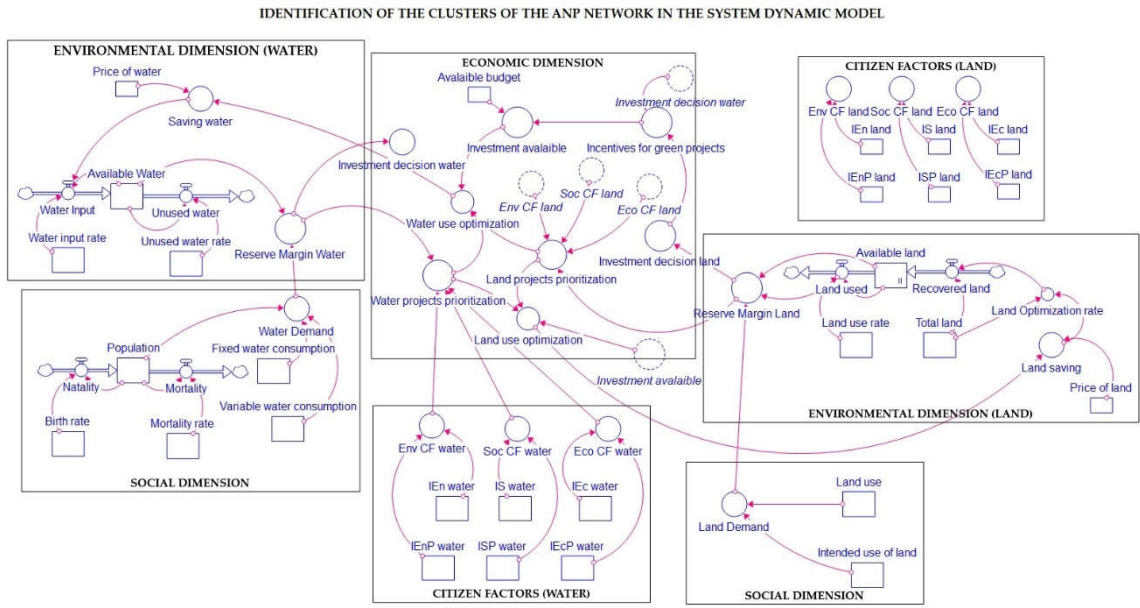 IDENTIFICATION OF THE CLUSTERS OF THE ANP NETWORK IN THE SYSTEM DYNAMIC MODEL
ENVIRONMENTAL DIMENSION (WATER)
Price of water
Saving water
Available Water
Water Input
Unused water
Water input rate
Unused water rate
Reserve Margin Water
ECONOMIC DIMENSION
Avalaible budget
Investment decision water
Investment avalaible
Incentives for green projects
Investment decision water
Soc CF land
Env CF land
Eco CF land
Water use optimization
Investment decision land
Land projects prioritization
Water projects prioritization
Land use optimization
Investment avalaible
CITIZEN FACTORS (LAND)
Env CF land
Soc CF land
Eco CF land
IEn land
IS land
IEc land
IEnP land
ISP land
IEcP land
Available land
Land used
Recovered land
Reserve Margin Land
Land Optimization rate
Land use rate
Total land
Land saving
Price of land
ENVIRONMENTAL DIMENSION (LAND)
Water Demand
Population
Fixed water consumption
Natality
Mortality
Birth rate
Mortality rate
Variable water consumption
SOCIAL DIMENSION
Env CF water
Soc CF water
Eco CF water
IEn water
IS water
IEc water
IEnP water
ISP water
IEcP water
CITIZEN FACTORS (WATER)
Land use
Land Demand
Intended use of land
SOCIAL DIMENSION